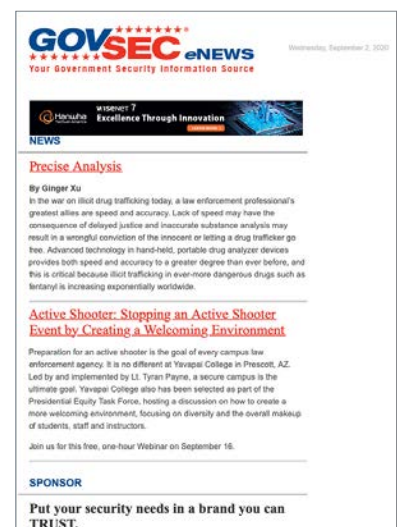 GOVSEC eNEWS
Your Government Security Information Source
Wednesday, September 2, 2020
Hanwha
WISENET 7
Excellence Through Innovation
NEWS
Precise Analysis
By Ginger Xu
In the war on illicit drug trafficking today, a law enforcement professional's
greatest allies are speed and accuracy. Lack of speed may have the
consequence of delayed justice and inaccurate substance analysis may
result in a wrongful conviction of the innocent or letting a drug trafficker go
free. Advanced technology in hand-held, portable drug analyzer devices
provides both speed and accuracy to a greater degree than ever before, and
this is critical because illicit trafficking in ever-more dangerous drugs such as
fentanyl is increasing exponentially worldwide.
Active Shooter: Stopping an Active Shooter
Event by Creating a Welcoming Environment
Preparation for an active shooter is the goal of every campus law
enforcement agency. It is no different at Yavapai College in Prescott, AZ.
Led by and implemented by Lt. Tyran Payne, a secure campus is the
ultimate goal. Yavapai College also has been selected as part of the
Presidential Equity Task Force, hosting a discussion on how to create a
more welcoming environment, focusing on diversity and the overall makeup
of students, staff and instructors.
Join us for this free, one-hour Webinar on September 16.
SPONSOR
Put your security needs in a brand you can
TRUST.